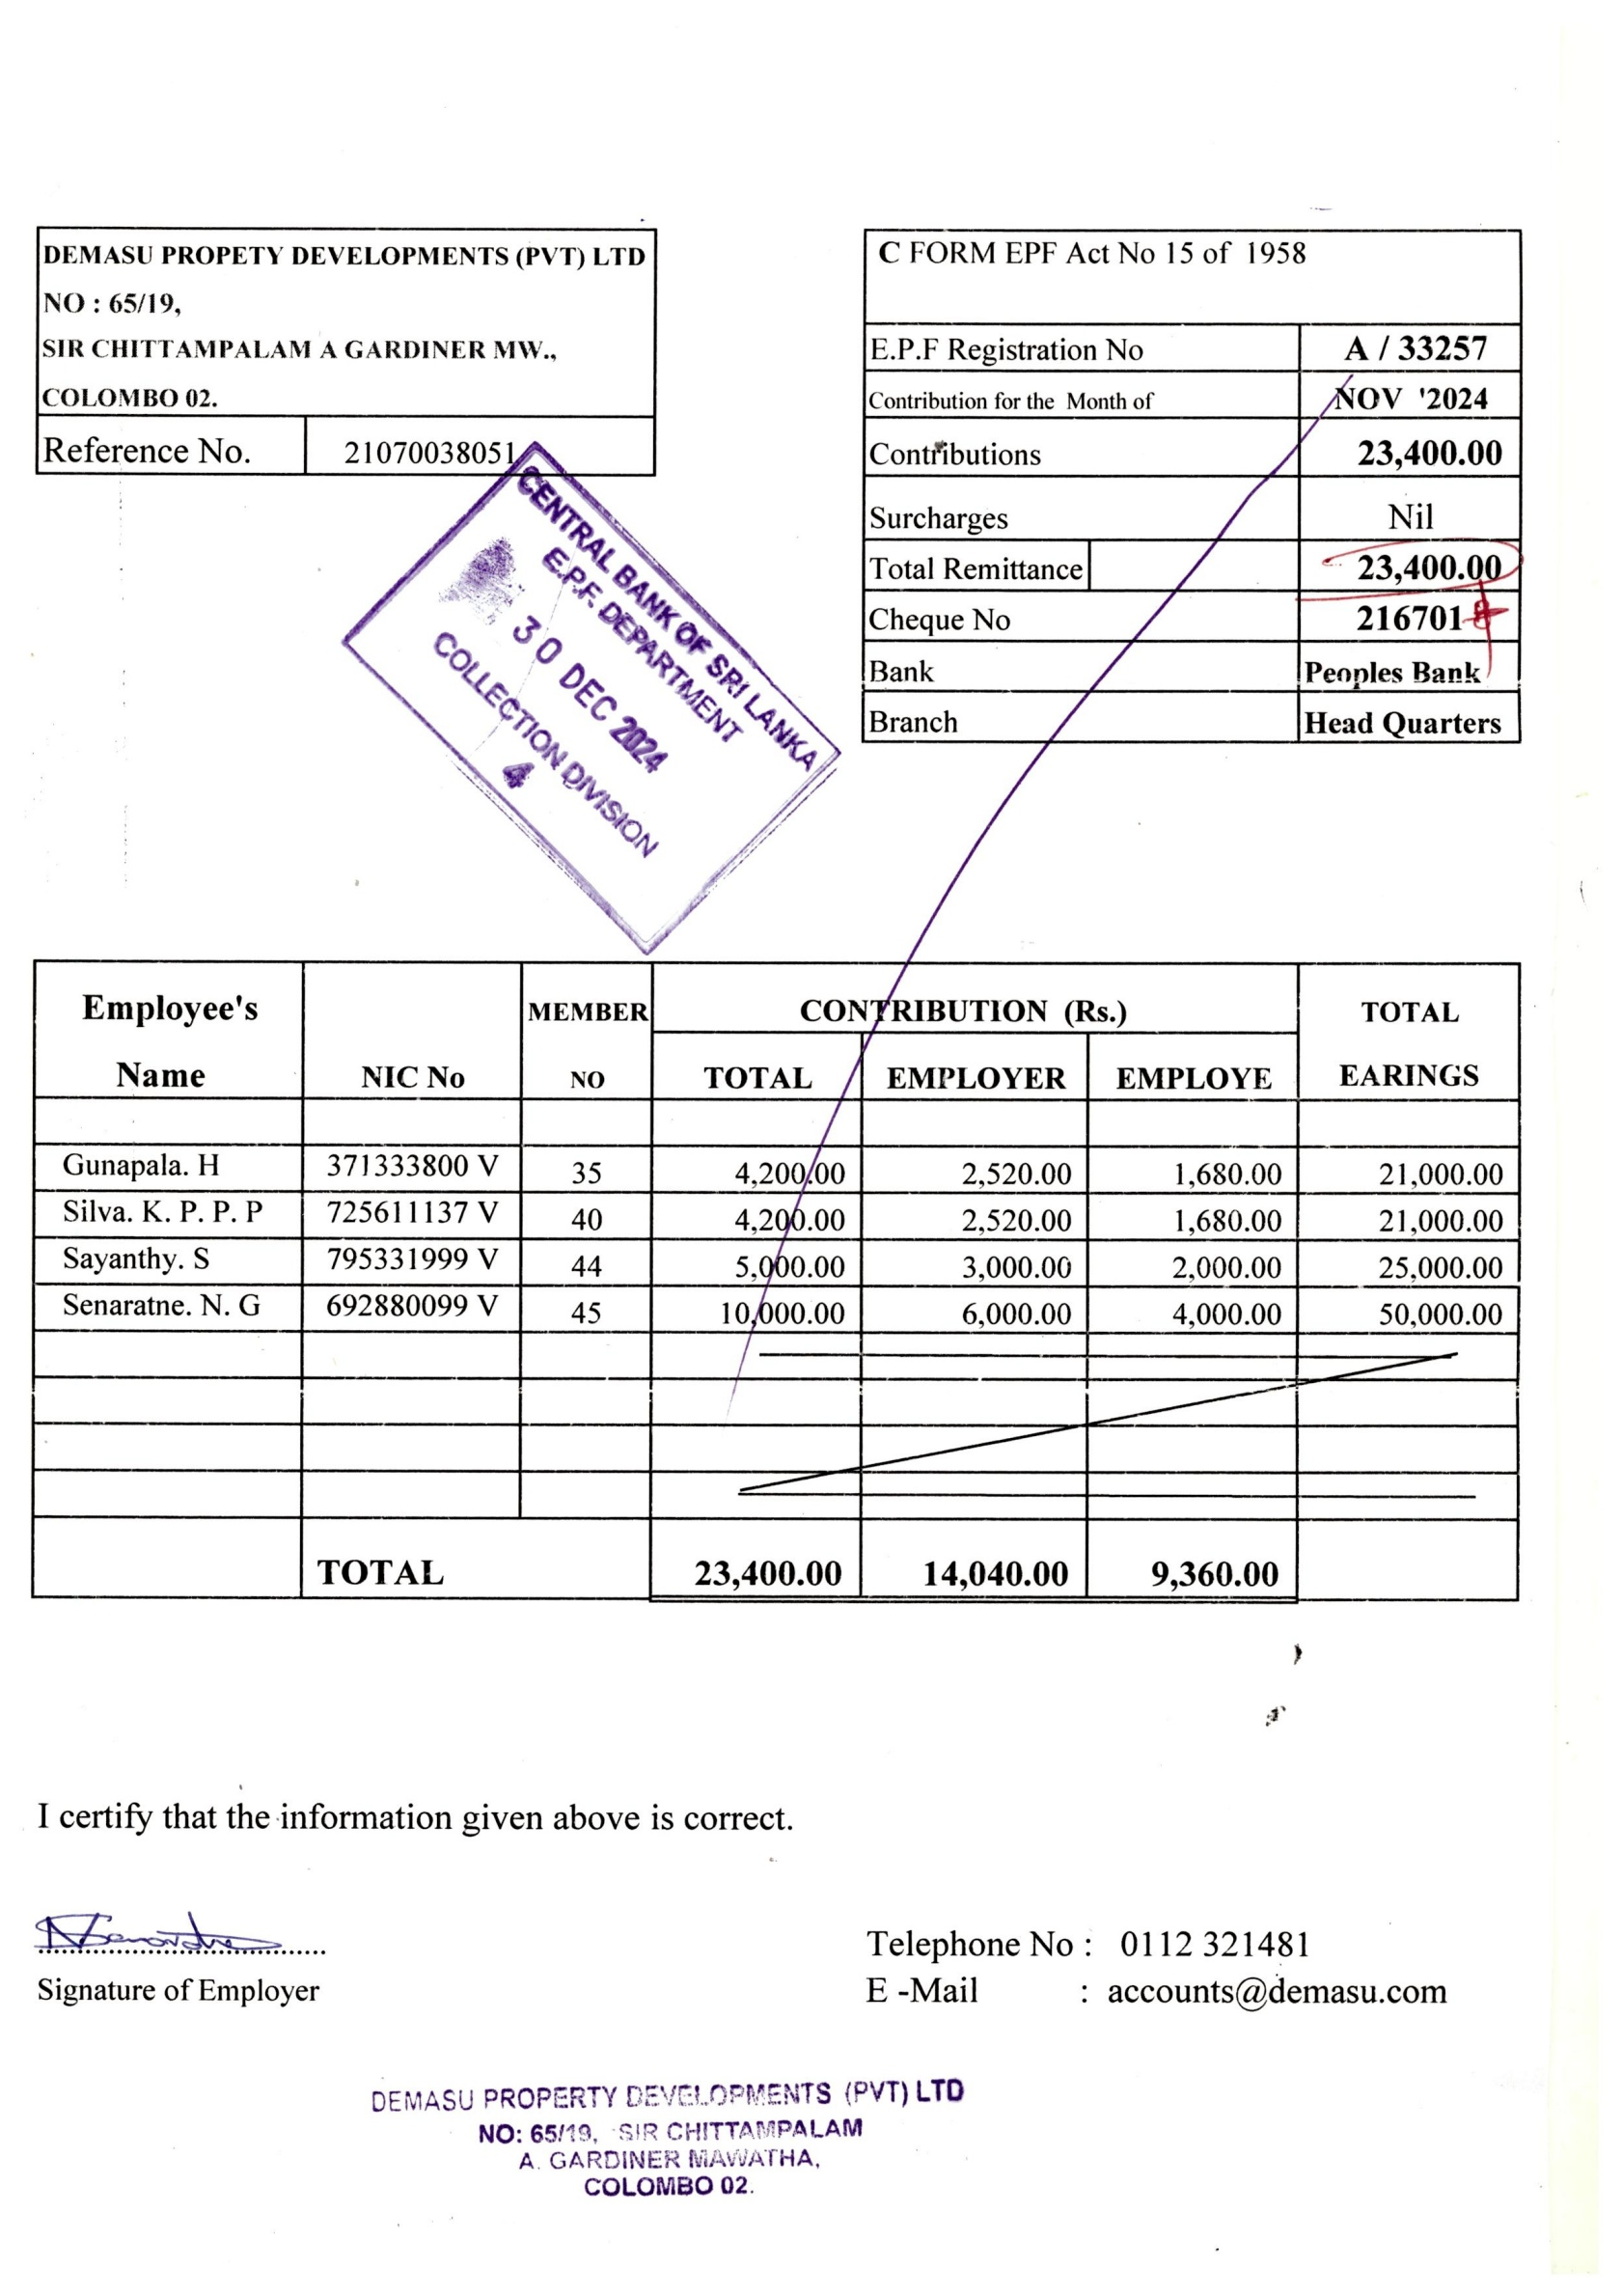 DEMASU PROPETY DEVELOPMENTS (PVT) LTD
NO : 65/19,
SIR CHITTAMPALAM A GARDINER MW.,
COLOMBO 02.
Reference No. 21070038051
C FORM EPF Act No 15 of 1958
E.P.F Registration No A / 33257
Contribution for the Month of NOV '2024
Contributions 23,400.00
Surcharges Nil
Total Remittance 23,400.00
Cheque No 216701
Bank Peoples Bank
Branch Head Quarters
CENTRAL BANK OF SRI LANKA
E.P.F. DEPARTMENT
30 DEC 2024
COLLECTION DIVISION
4
Employee's MEMBER CONTRIBUTION (Rs.) TOTAL
Name NIC No NO TOTAL EMPLOYER EMPLOYE EARINGS
Gunapala. H 371333800 V 35 4,200.00 2,520.00 1,680.00 21,000.00
Silva. K. P. P. P 725611137 V 40 4,200.00 2,520.00 1,680.00 21,000.00
Sayanthy. S 795331999 V 44 5,000.00 3,000.00 2,000.00 25,000.00
Senaratne. N. G 692880099 V 45 10,000.00 6,000.00 4,000.00 50,000.00
TOTAL 23,400.00 14,040.00 9,360.00
I certify that the information given above is correct.
Signature of Employer
Telephone No : 0112 321481
E -Mail : accounts@demasu.com
DEMASU PROPERTY DEVELOPMENTS (PVT) LTD
NO: 65/19, SIR CHITTAMPALAM
A. GARDINER MAWATHA,
COLOMBO 02.